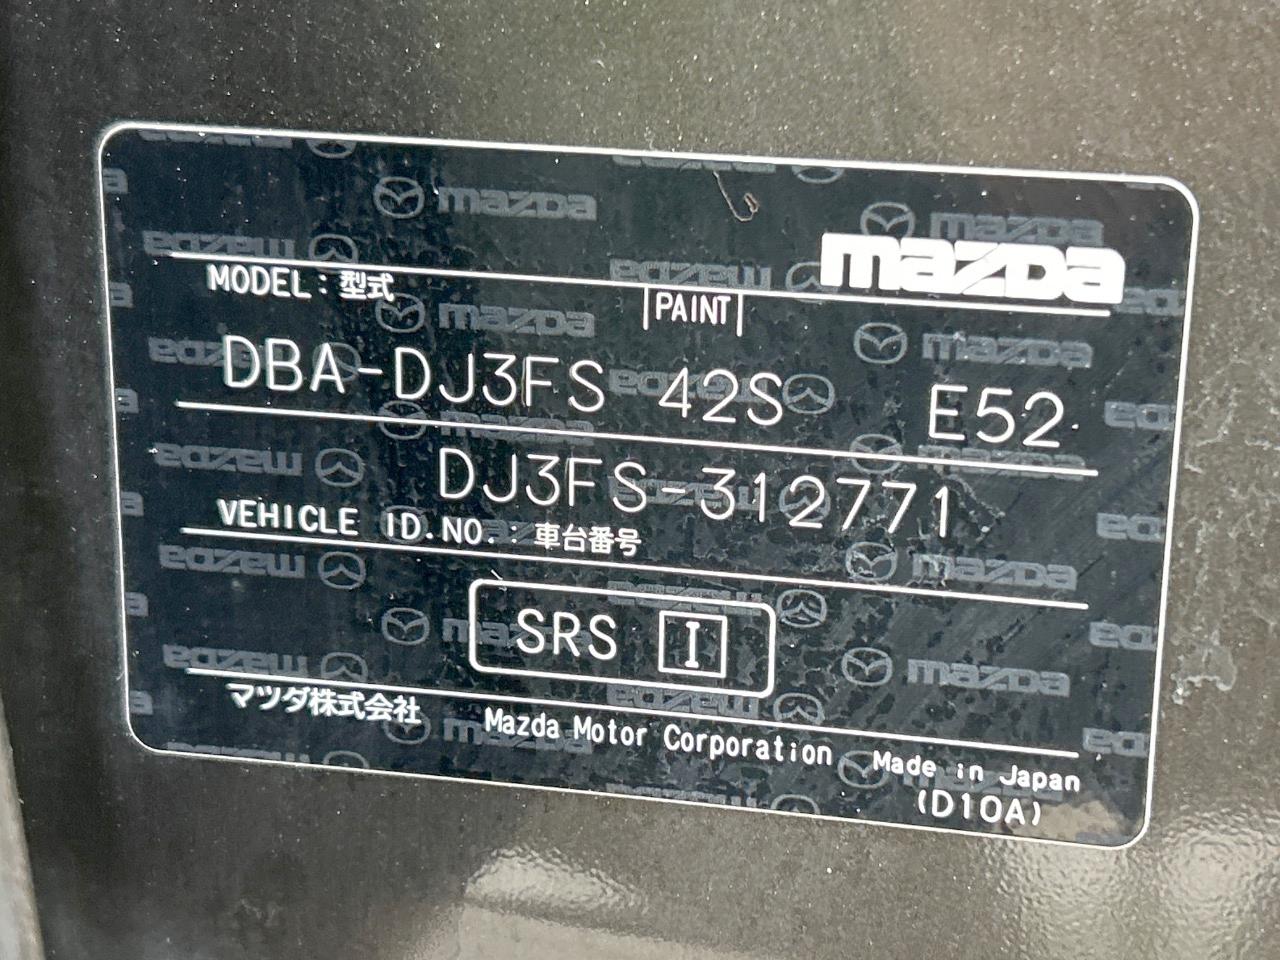 mazda
MODEL：型式
PAINT
DBA-DJ3FS 42S E52
DJ3FS-312771
VEHICLE ID.NO.：車台番号
SRS I
マツダ株式会社 Mazda Motor Corporation Made in Japan
(D10A)